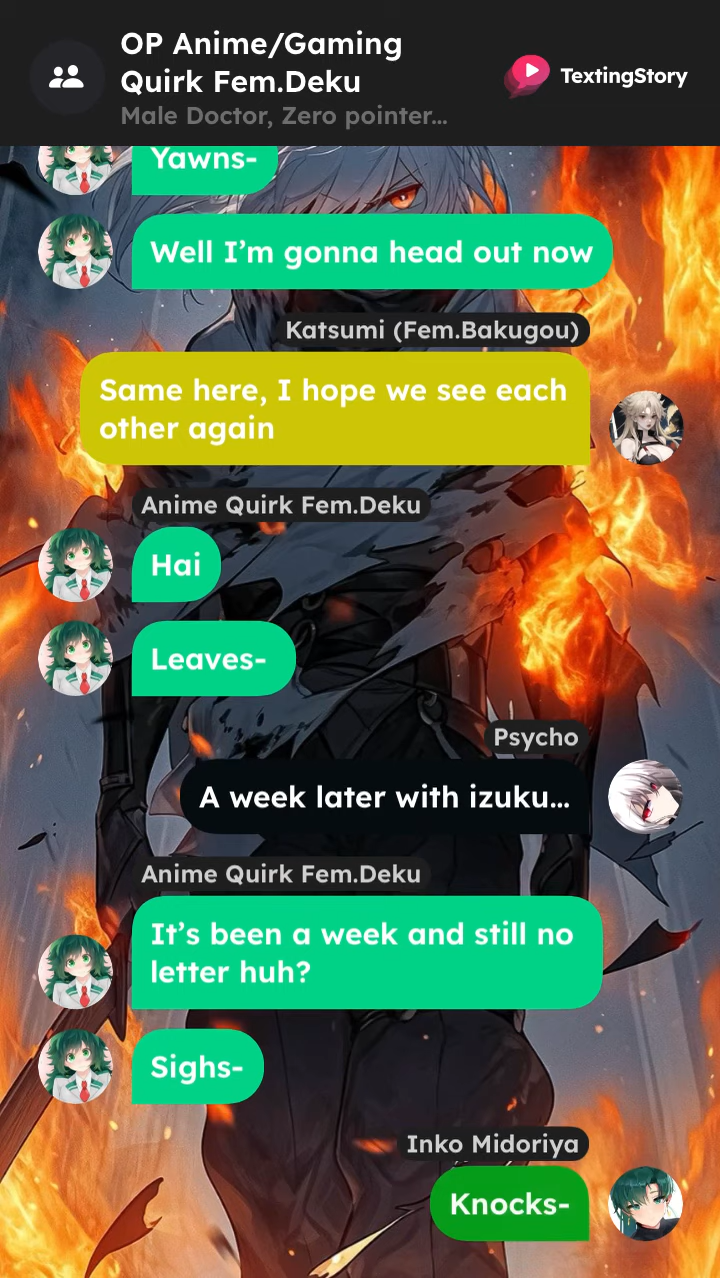 OP Anime/Gaming
Quirk Fem.Deku
Male Doctor, Zero pointer...
TextingStory
Yawns-
Well I’m gonna head out now
Katsumi (Fem.Bakugou)
Same here, I hope we see each
other again
Anime Quirk Fem.Deku
Hai
Leaves-
Psycho
A week later with izuku...
Anime Quirk Fem.Deku
It’s been a week and still no
letter huh?
Sighs-
Inko Midoriya
Knocks-